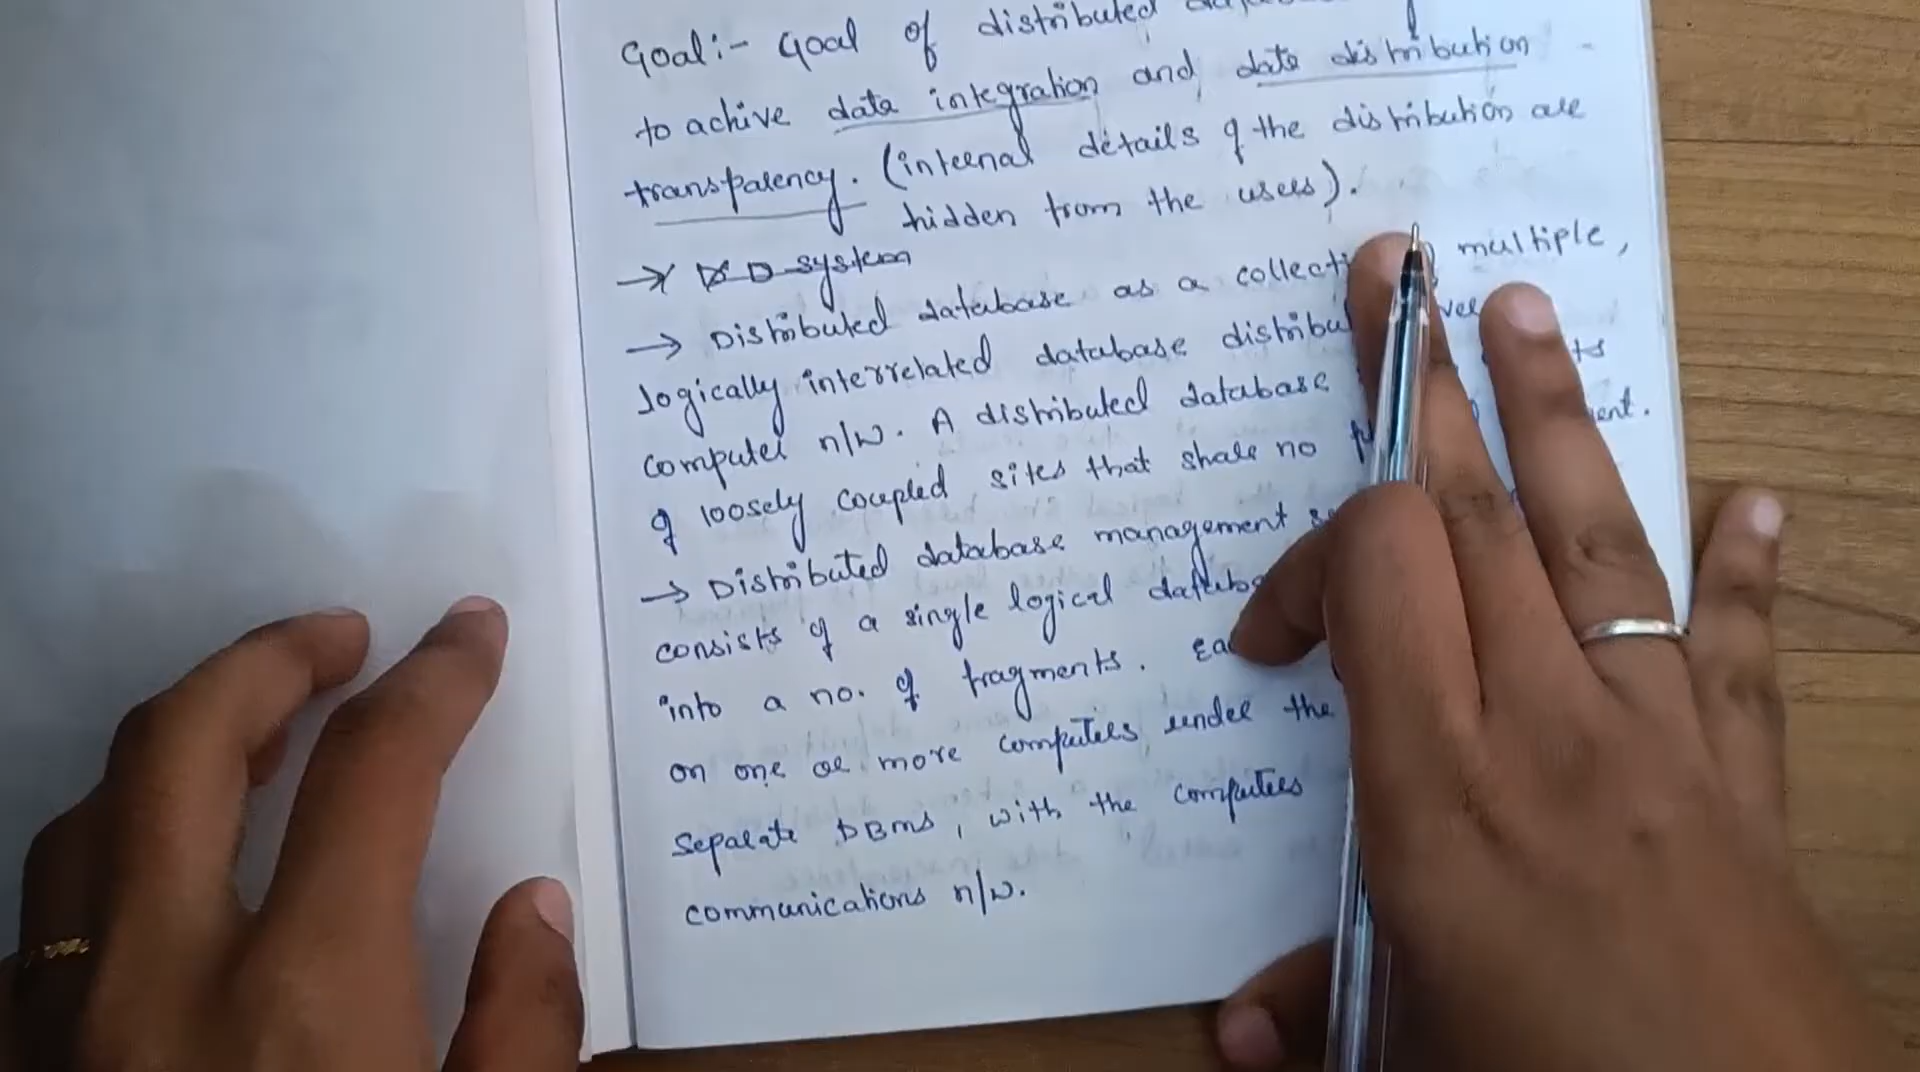 Goal:- Goal of distributed
to achive data integration and data distribution
transparency. (internal details of the distribution are
hidden from the users).
→ D D system
→ Distributed database as a multiple,
logically interrelated database
computer n/w. A distributed database
of loosely coupled sites that share no
→ Distributed database management
consists of a single logical
into a no. of fragments.
on one or more computers under the
separate DBMS, with the computers
communications n/w.